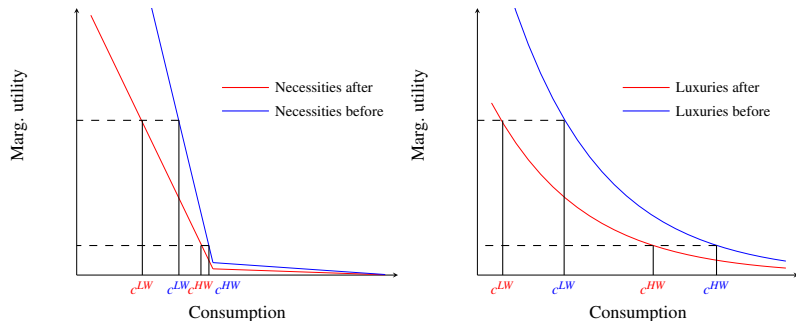 Marg. utility
Necessities after
Necessities before
c^{LW} c^{LW} c^{HW} c^{HW}
Consumption
Marg. utility
Luxuries after
Luxuries before
c^{LW} c^{LW} c^{HW} c^{HW}
Consumption